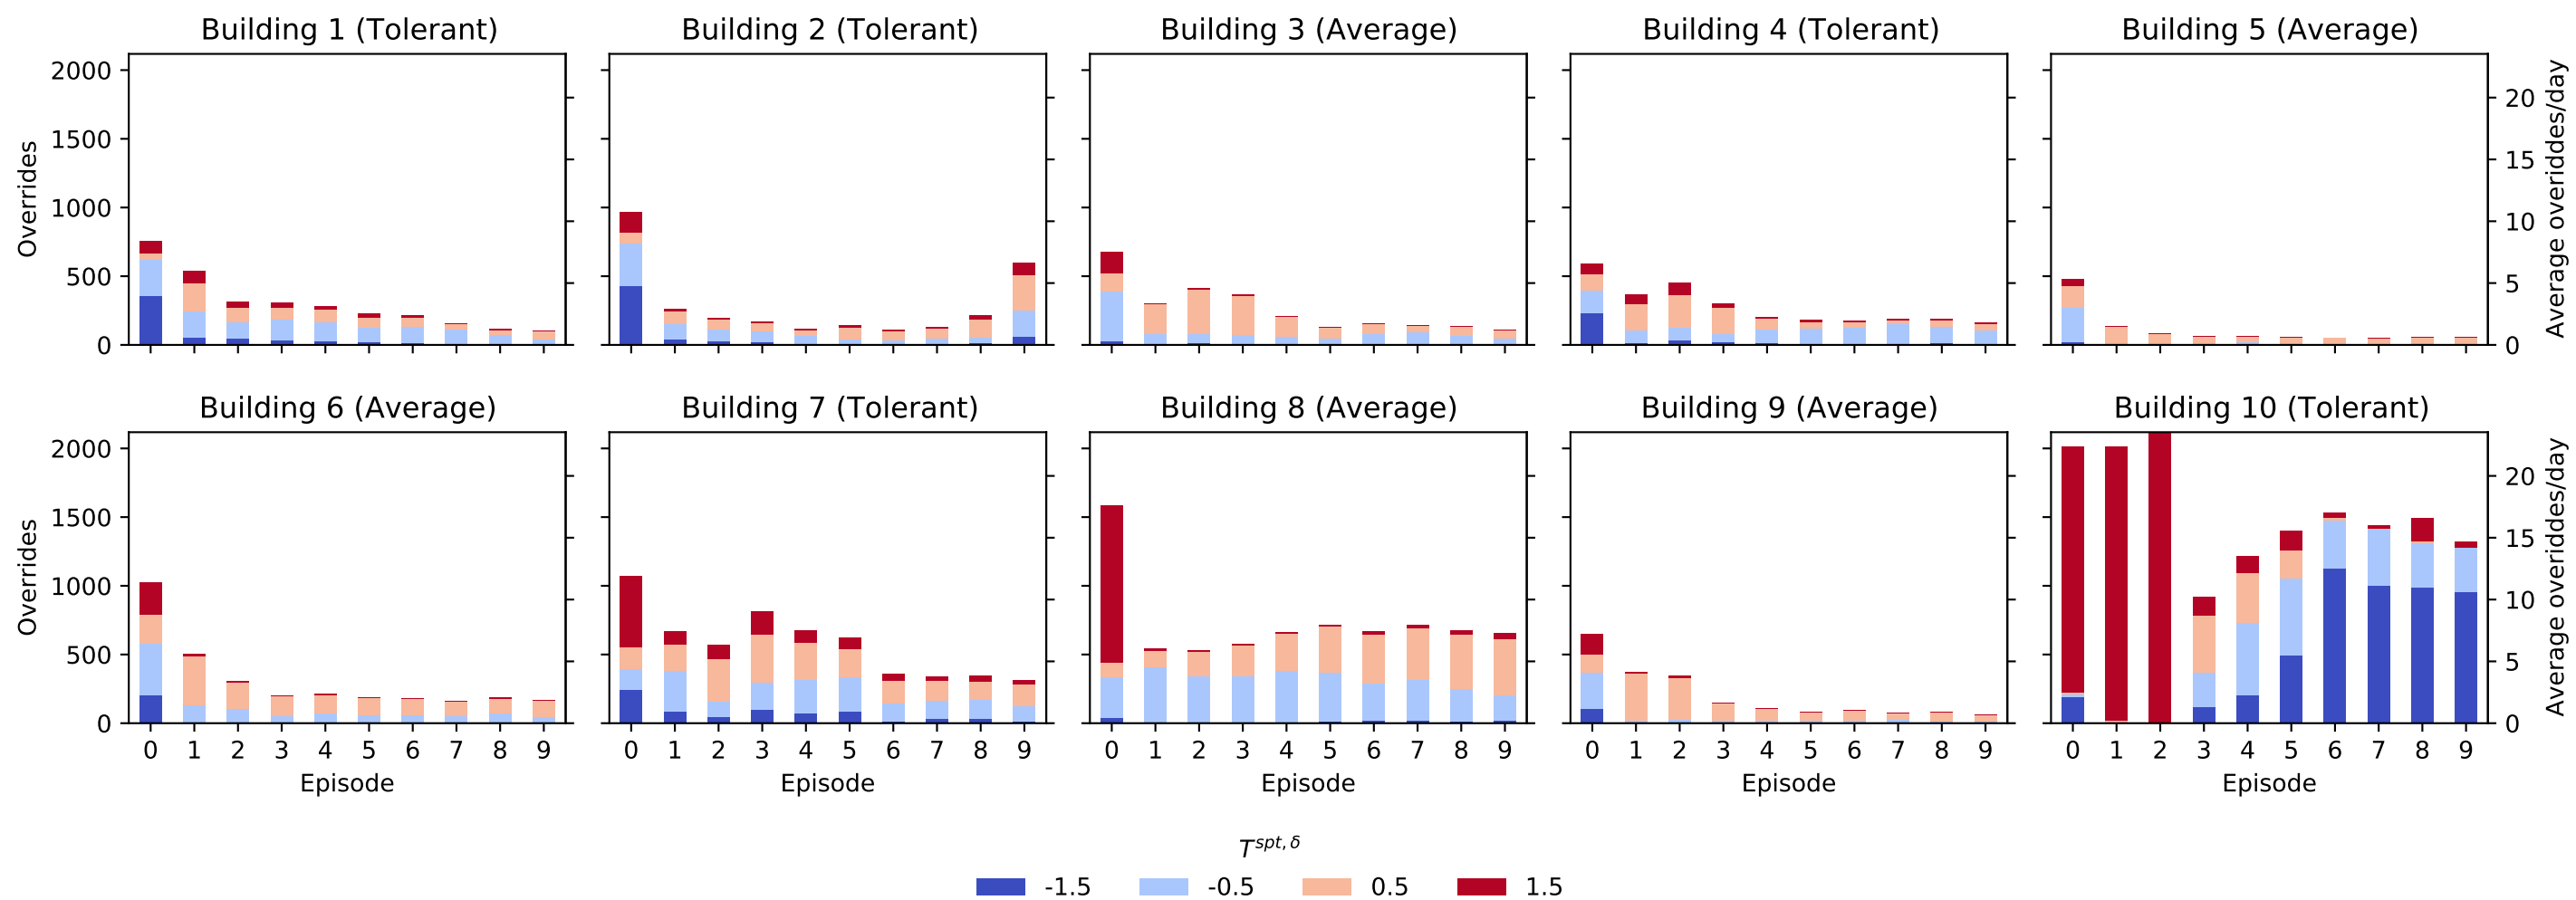 Building 1 (Tolerant) Building 2 (Tolerant) Building 3 (Average) Building 4 (Tolerant) Building 5 (Average)
Overrides
2000
1500
1000
500
0
20
15
10
5
0
Average overiddes/day
Building 6 (Average) Building 7 (Tolerant) Building 8 (Average) Building 9 (Average) Building 10 (Tolerant)
Overrides
2000
1500
1000
500
0
20
15
10
5
0
Average overiddes/day
0 1 2 3 4 5 6 7 8 9 0 1 2 3 4 5 6 7 8 9 0 1 2 3 4 5 6 7 8 9 0 1 2 3 4 5 6 7 8 9 0 1 2 3 4 5 6 7 8 9
Episode Episode Episode Episode Episode
T^{spt, δ}
-1.5 -0.5 0.5 1.5